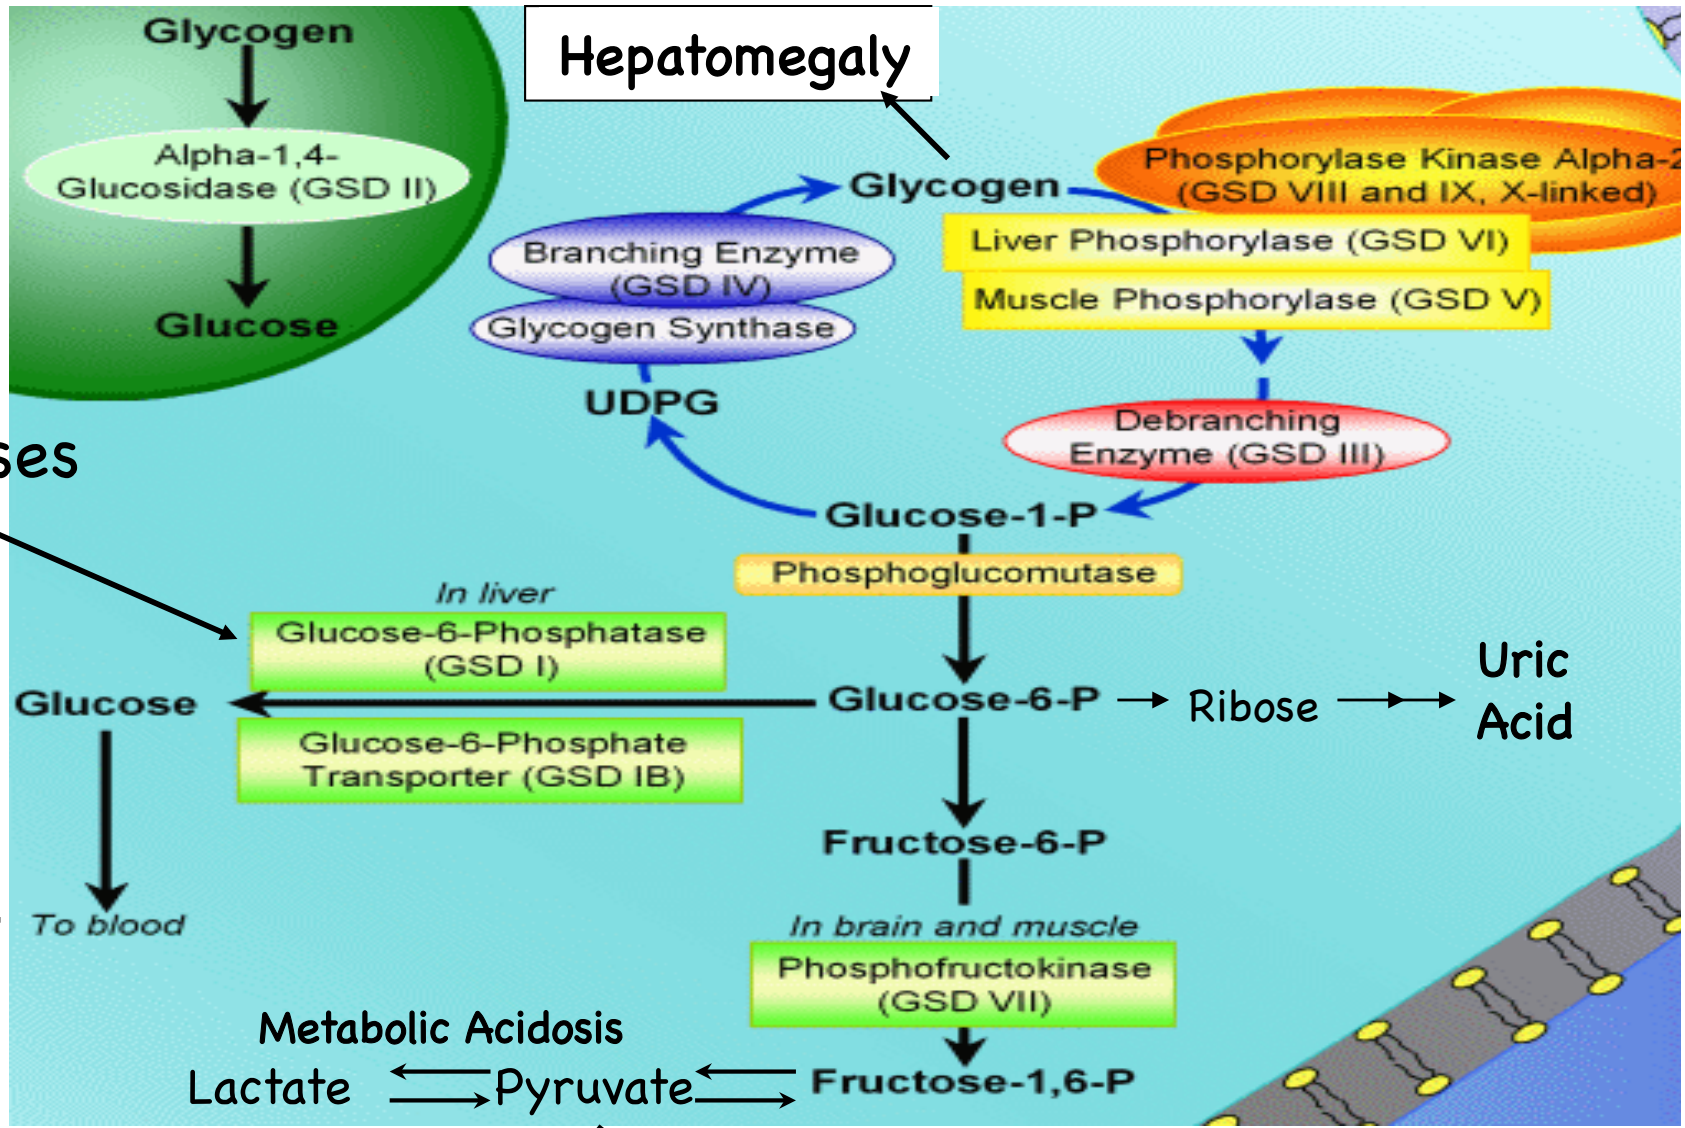 Glycogen
Alpha-1,4-
Glucosidase (GSD II)
Glucose
Hepatomegaly
Glycogen
Phosphorylase Kinase Alpha-2
(GSD VIII and IX, X-linked)
Liver Phosphorylase (GSD VI)
Muscle Phosphorylase (GSD V)
Branching Enzyme
(GSD IV)
Glycogen Synthase
UDPG
Debranching
Enzyme (GSD III)
ses
Glucose-1-P
Phosphoglucomutase
In liver
Glucose-6-Phosphatase
(GSD I)
Glucose
Glucose-6-P
Ribose
Uric
Acid
Glucose-6-Phosphate
Transporter (GSD IB)
Fructose-6-P
To blood
In brain and muscle
Phosphofructokinase
(GSD VII)
Metabolic Acidosis
Lactate
Pyruvate
Fructose-1,6-P